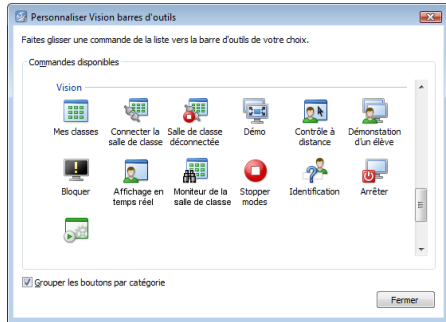 Personnaliser Vision barres d'outils
Faites glisser une commande de la liste vers la barre d'outils de votre choix.
Commandes disponibles
Vision
Mes classes
Connecter la salle de classe
Salle de classe déconnectée
Démo
Contrôle à distance
Démonstration d'un élève
Bloquer
Affichage en temps réel
Moniteur de la salle de classe
Stopper modes
Identification
Arrêter
Grouper les boutons par catégorie
Fermer